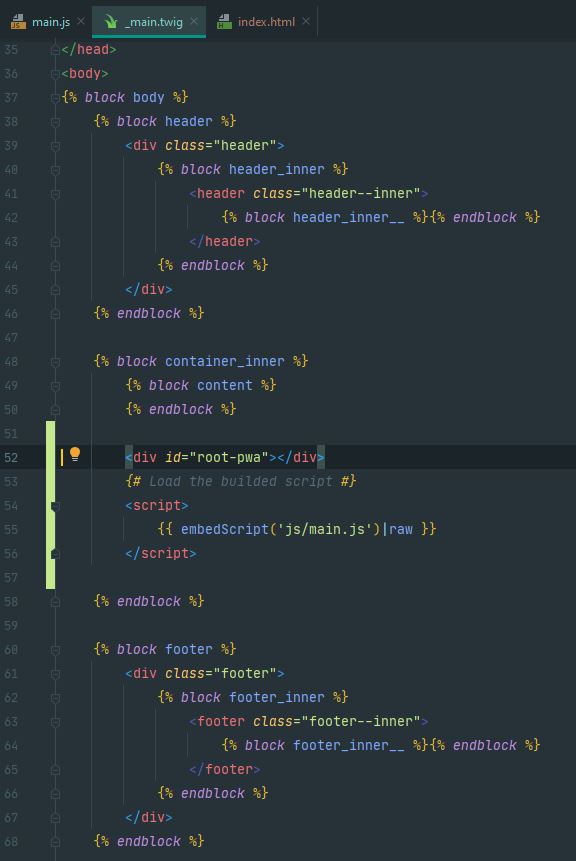 main.js _main.twig index.html
35 </head>
36 <body>
37 {% block body %}
38     {% block header %}
39         <div class="header">
40             {% block header_inner %}
41                 <header class="header--inner">
42                     {% block header_inner__ %}{% endblock %}
43                 </header>
44             {% endblock %}
45         </div>
46     {% endblock %}
47
48     {% block container_inner %}
49         {% block content %}
50         {% endblock %}
51
52         <div id="root-pwa"></div>
53         {# Load the builded script #}
54         <script>
55             {{ embedScript('js/main.js')|raw }}
56         </script>
57
58     {% endblock %}
59
60     {% block footer %}
61         <div class="footer">
62             {% block footer_inner %}
63                 <footer class="footer--inner">
64                     {% block footer_inner__ %}{% endblock %}
65                 </footer>
66             {% endblock %}
67         </div>
68     {% endblock %}